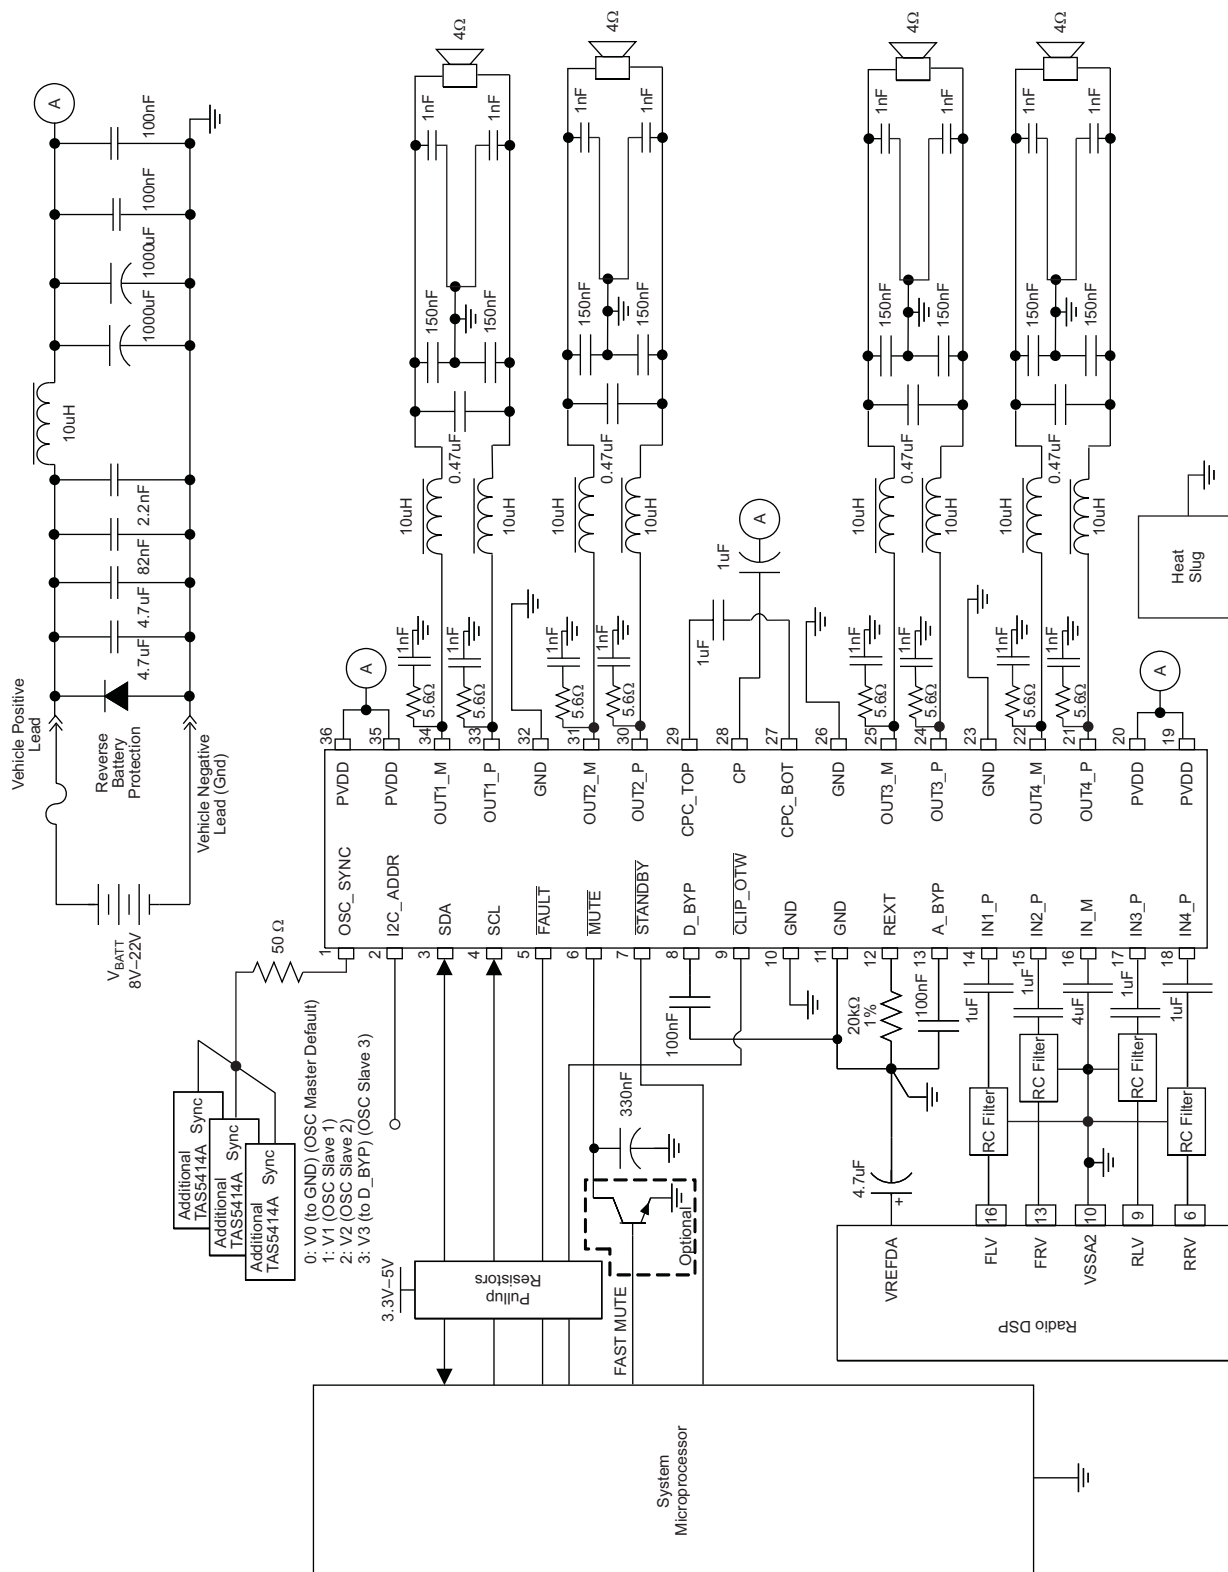 Vehicle Positive
Lead
Reverse
Battery
Protection
Vehicle Negative
Lead (Gnd)
VBATT
8V–22V
4.7uF
4.7uF
82nF
2.2nF
10uH
1000uF
1000uF
100nF
100nF
A
Additional
TAS5414A
Sync
Additional
TAS5414A
Sync
Additional
TAS5414A
Sync
50 Ω
0: V0 (to GND) (OSC Master Default)
1: V1 (OSC Slave 1)
2: V2 (OSC Slave 2)
3: V3 (to D_BYP) (OSC Slave 3)
3.3V–5V
Pullup
Resistors
FAST MUTE
Optional
330nF
System
Microprocessor
1
OSC_SYNC
2
I2C_ADDR
3
SDA
4
SCL
5
FAULT
6
MUTE
7
STANDBY
8
D_BYP
9
CLIP_OTW
10
GND
11
GND
12
REXT
13
A_BYP
14
IN1_P
15
IN2_P
16
IN_M
17
IN3_P
18
IN4_P
36
PVDD
35
PVDD
34
OUT1_M
33
OUT1_P
32
GND
31
OUT2_M
30
OUT2_P
29
CPC_TOP
28
CP
27
CPC_BOT
26
GND
25
OUT3_M
24
OUT3_P
23
GND
22
OUT4_M
21
OUT4_P
20
PVDD
19
PVDD
A
5.6Ω
1nF
5.6Ω
1nF
10uH
10uH
0.47uF
150nF
150nF
1nF
1nF
4Ω
5.6Ω
1nF
5.6Ω
1nF
10uH
10uH
0.47uF
150nF
150nF
1nF
1nF
4Ω
1uF
1uF
A
5.6Ω
1nF
5.6Ω
1nF
10uH
10uH
0.47uF
150nF
150nF
1nF
1nF
4Ω
5.6Ω
1nF
5.6Ω
1nF
10uH
10uH
0.47uF
150nF
150nF
1nF
1nF
4Ω
A
Heat
Slug
100nF
20kΩ
1%
100nF
4.7uF
+
1uF
1uF
4uF
1uF
1uF
RC Filter
RC Filter
RC Filter
RC Filter
VREFDA
FLV
16
FRV
13
VSSA2
10
RLV
9
RRV
6
Radio DSP